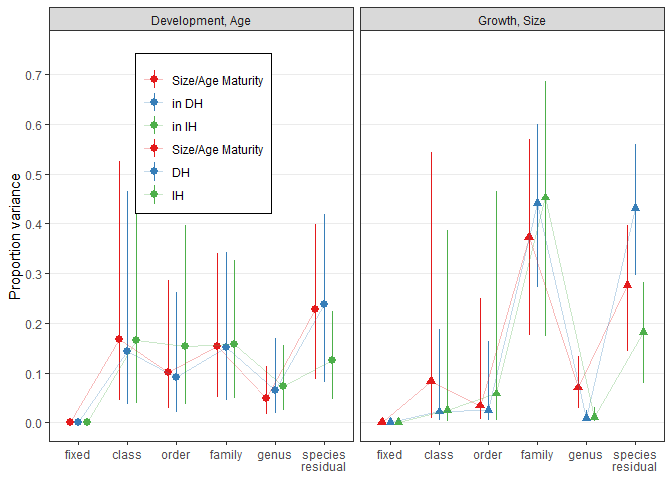 Development, Age
Growth, Size
Size/Age Maturity
in DH
in IH
Size/Age Maturity
DH
IH
Proportion variance
0.7
0.6
0.5
0.4
0.3
0.2
0.1
0.0
fixed class order family genus species
residual
fixed class order family genus species
residual